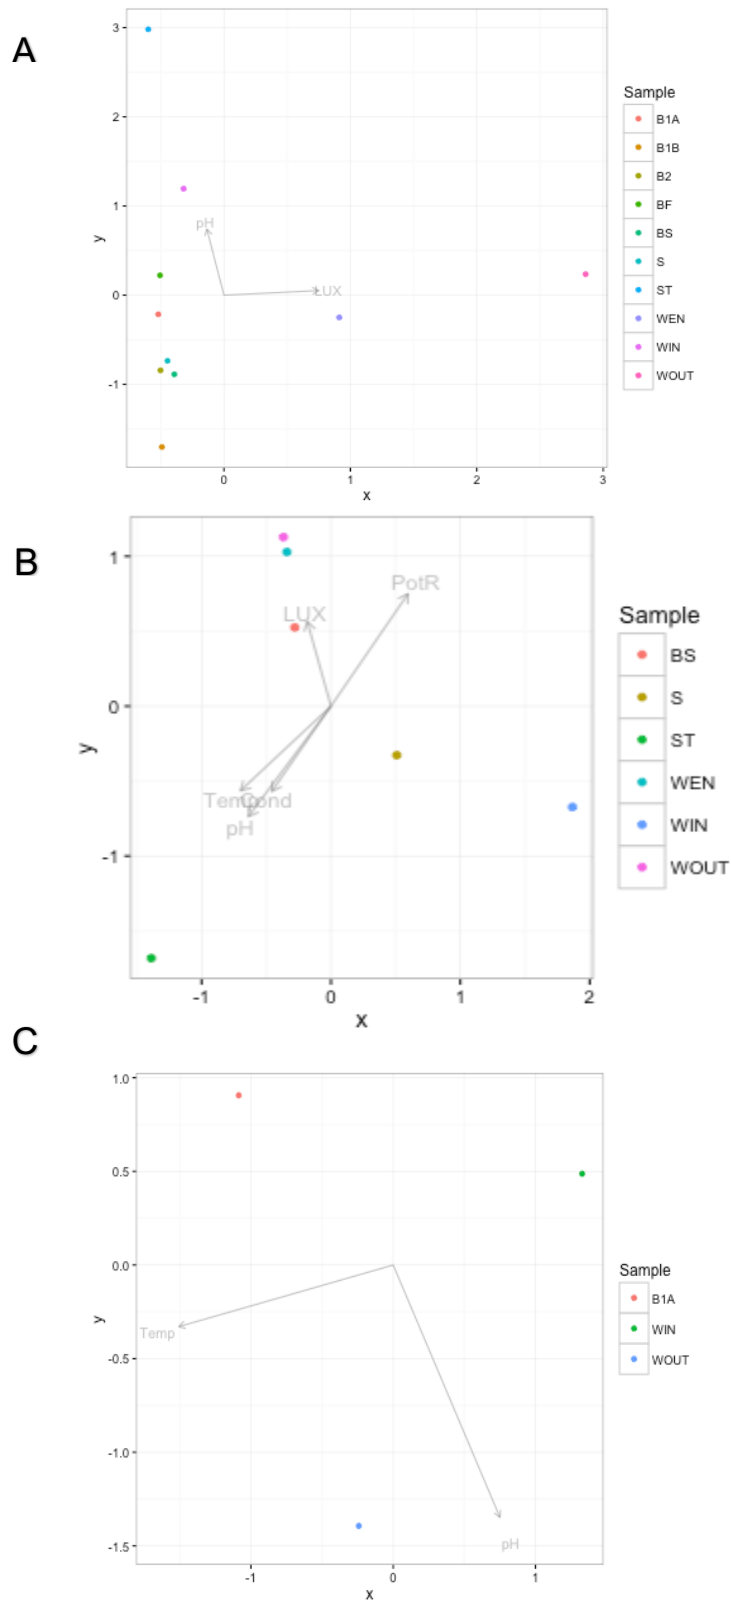 A
3
2
1
0
-1
y
pH
LUX
0
1
2
3
x
Sample
B1A
B1B
B2
BF
BS
S
ST
WEN
WIN
WOUT
B
1
0
-1
y
PotR
LUX
Temp
Cond
pH
-1
0
1
2
x
Sample
BS
S
ST
WEN
WIN
WOUT
C
1.0
0.5
0.0
-0.5
-1.0
-1.5
y
Temp
pH
-1
0
1
x
Sample
B1A
WIN
WOUT